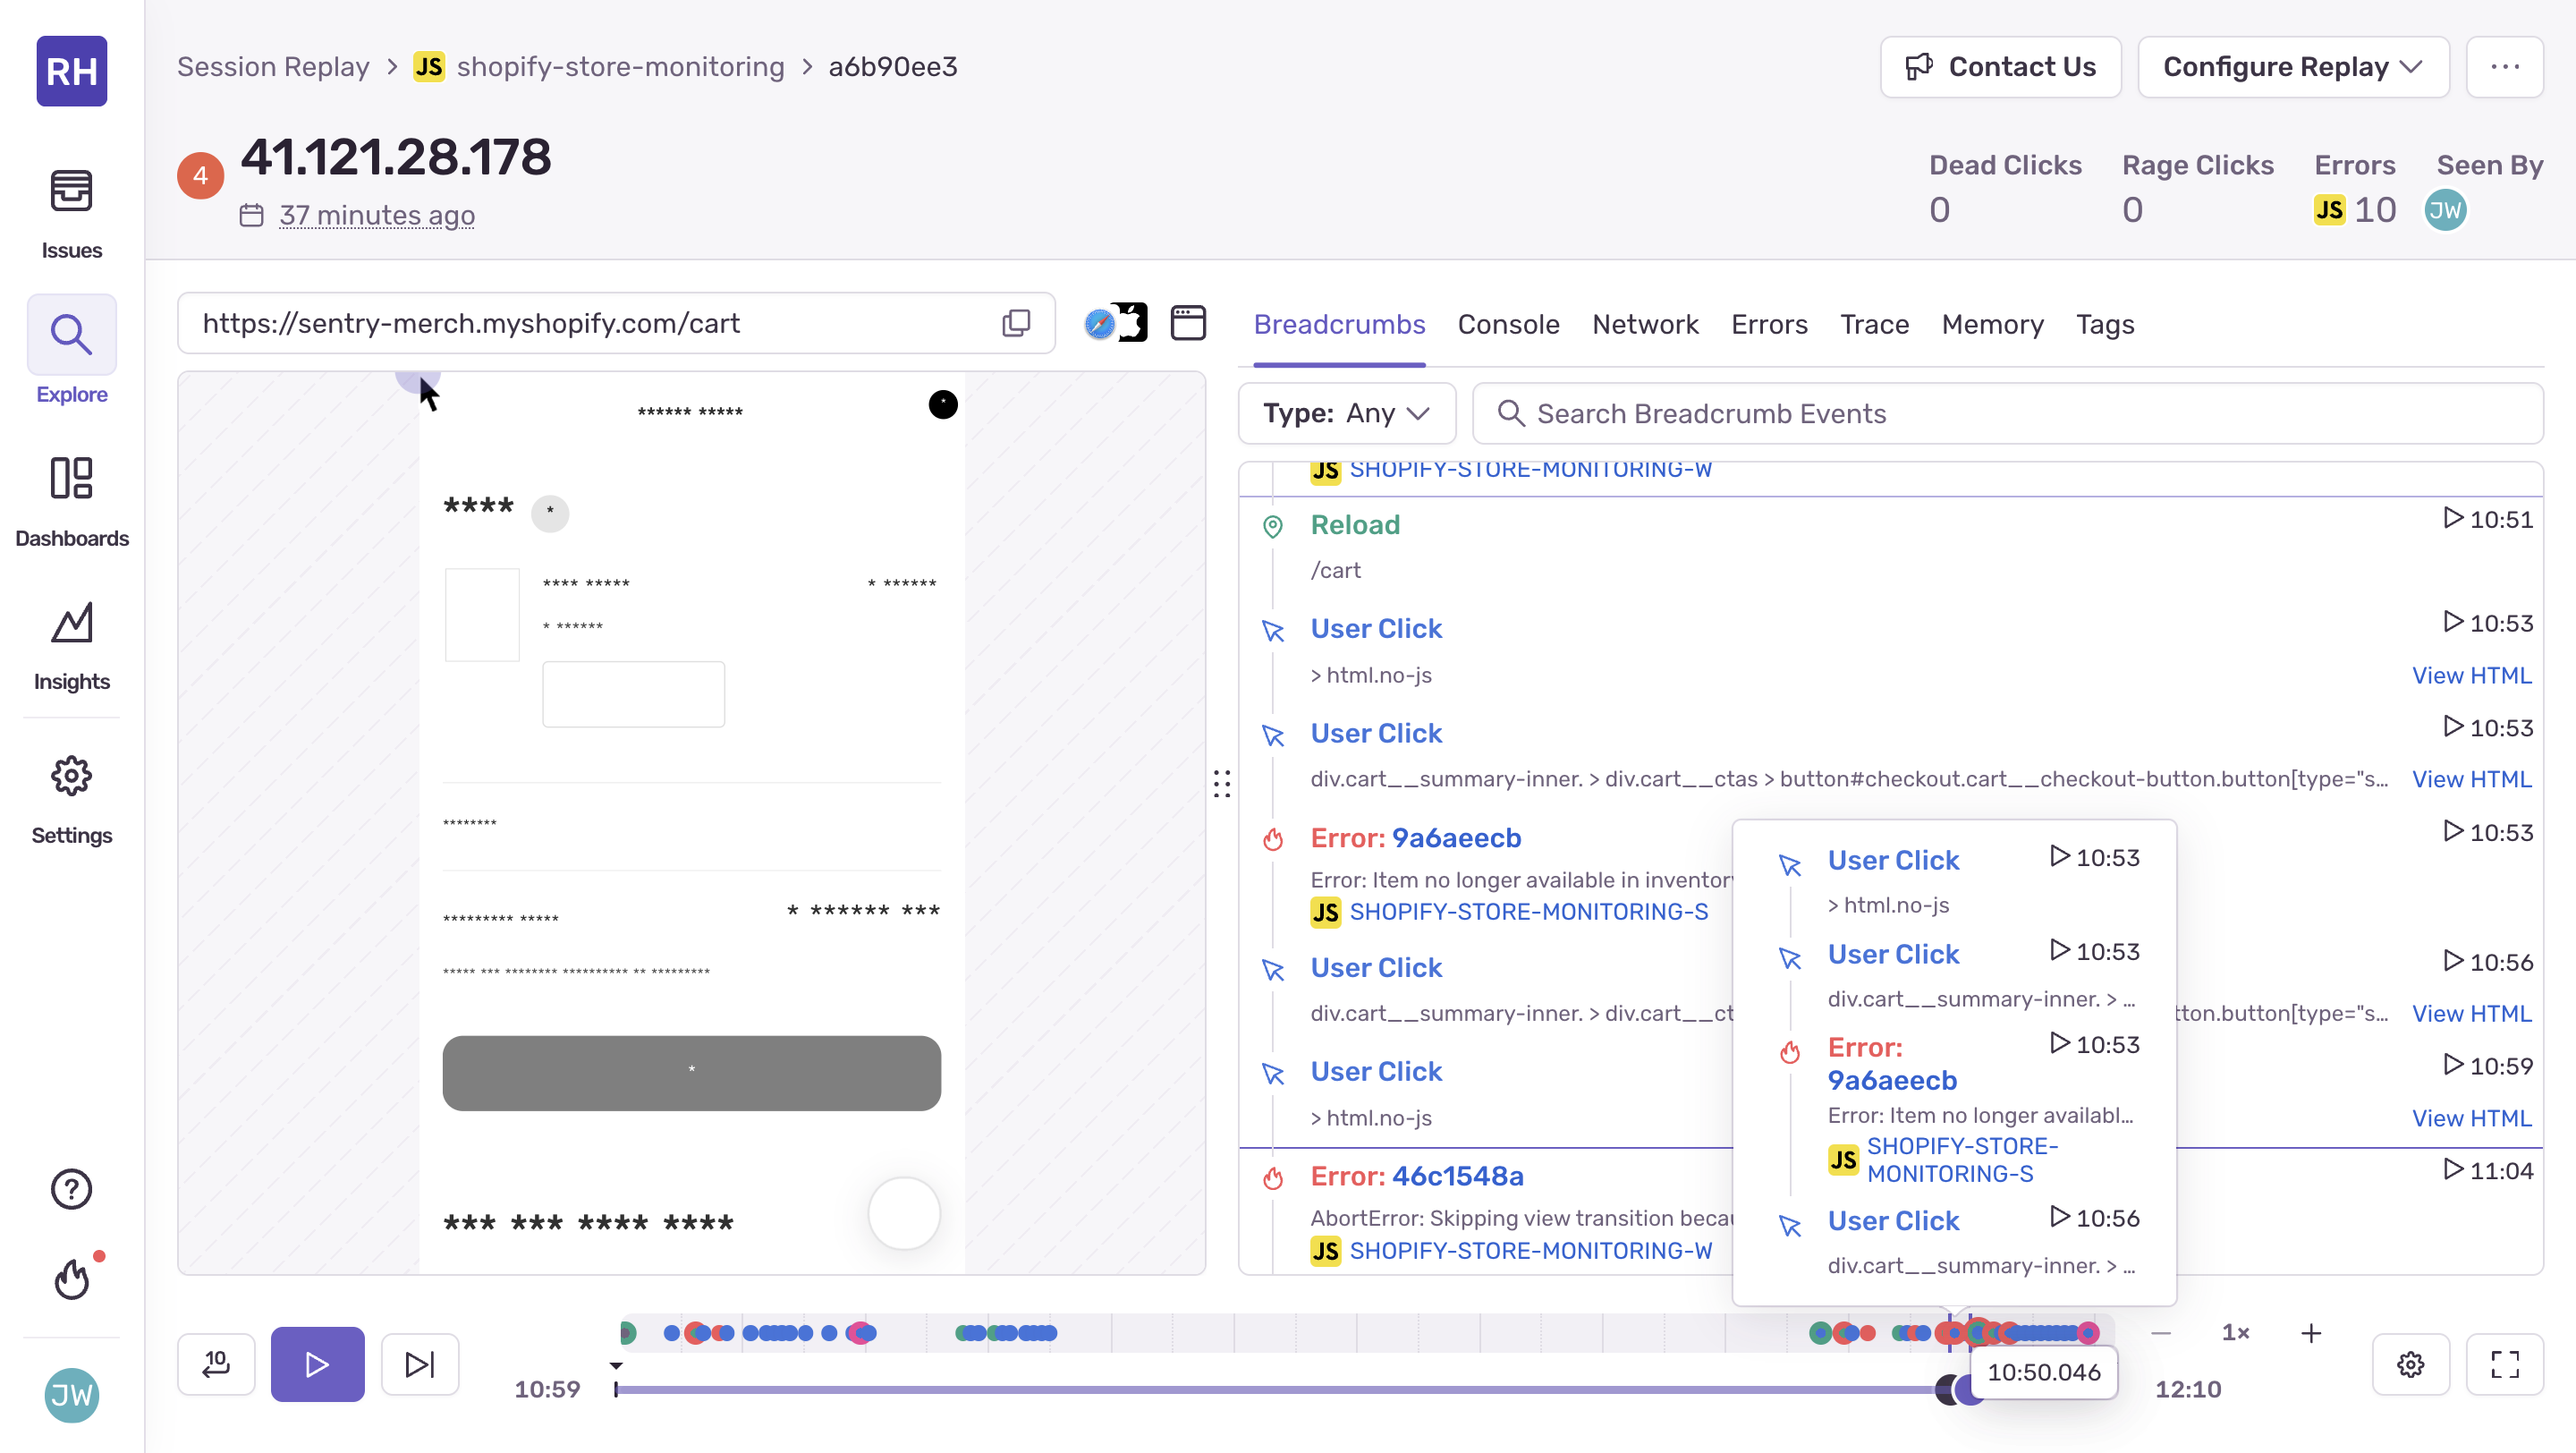 RH
Issues
Explore
Dashboards
Insights
Settings
JW
Session Replay > JS shopify-store-monitoring > a6b90ee3
Contact Us
Configure Replay
4
41.121.28.178
37 minutes ago
Dead Clicks
0
Rage Clicks
0
Errors
JS 10
Seen By
JW
https://sentry-merch.myshopify.com/cart
****** *****
*
**** *
**** *****
* ******
* ******
********
********* *****
* ****** ***
***** *** ******** ********** ** *********
*
*** *** **** ****
Breadcrumbs Console Network Errors Trace Memory Tags
Type: Any
Search Breadcrumb Events
JS SHOPIFY-STORE-MONITORING-W
Reload
10:51
/cart
User Click
10:53
> html.no-js
View HTML
User Click
10:53
div.cart__summary-inner. > div.cart__ctas > button#checkout.cart__checkout-button.button[type="s…
View HTML
Error: 9a6aeecb
10:53
Error: Item no longer available in inventory
JS SHOPIFY-STORE-MONITORING-S
User Click
10:56
div.cart__summary-inner. > div.cart__ct
tton.button[type="s…
View HTML
User Click
10:59
> html.no-js
View HTML
Error: 46c1548a
11:04
AbortError: Skipping view transition becau
JS SHOPIFY-STORE-MONITORING-W
User Click
10:53
> html.no-js
User Click
10:53
div.cart__summary-inner. > …
Error:
10:53
9a6aeecb
Error: Item no longer availabl…
JS SHOPIFY-STORE-
MONITORING-S
User Click
10:56
div.cart__summary-inner. > …
10
10:59
10:50.046
12:10
1×